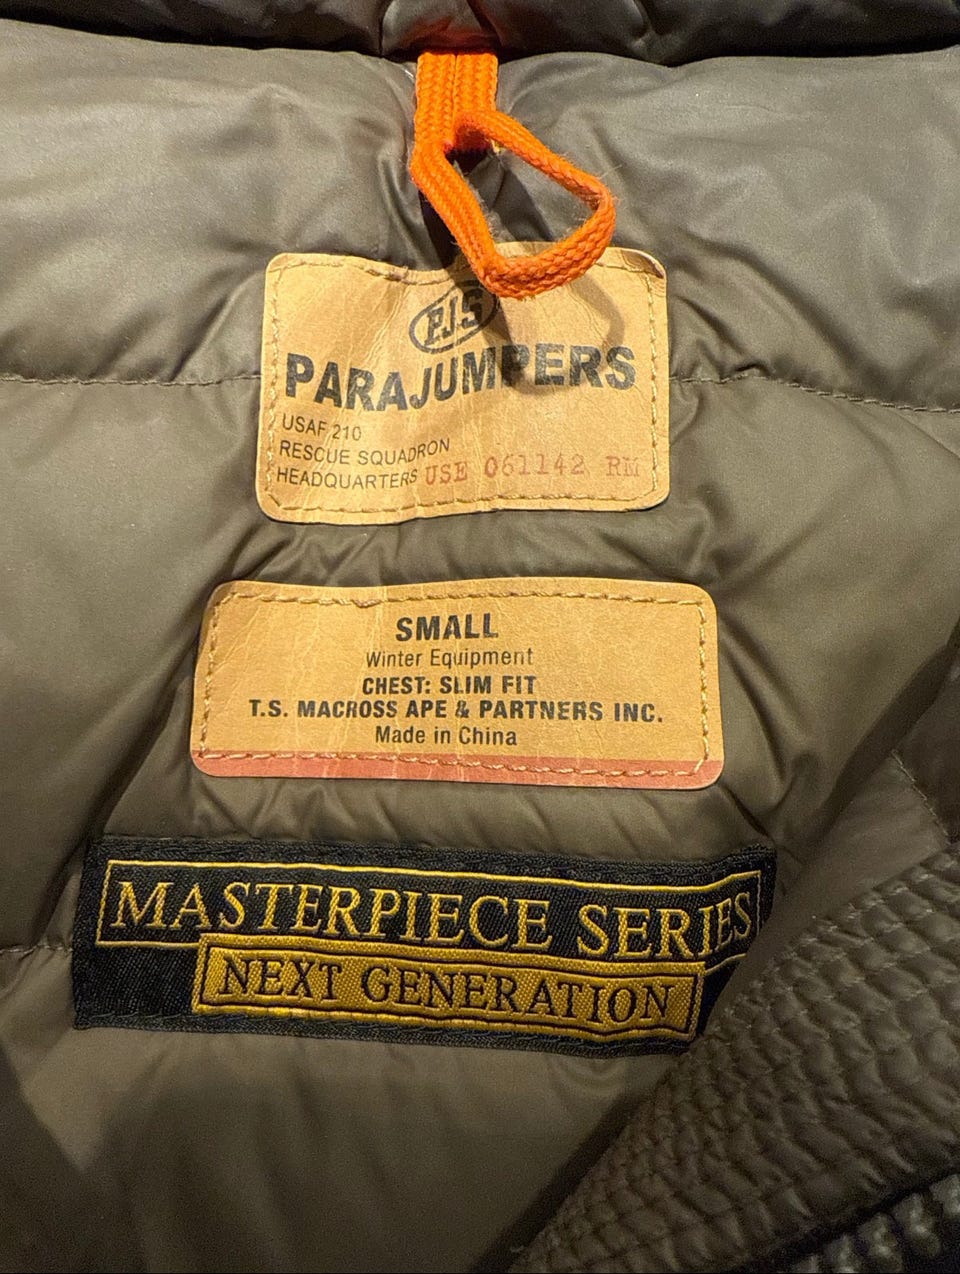 PJS
PARAJUMPERS
USAF 210
RESCUE SQUADRON
HEADQUARTERS USE 061142 RM
SMALL
Winter Equipment
CHEST: SLIM FIT
T.S. MACROSS APE & PARTNERS INC.
Made in China
MASTERPIECE SERIES
NEXT GENERATION